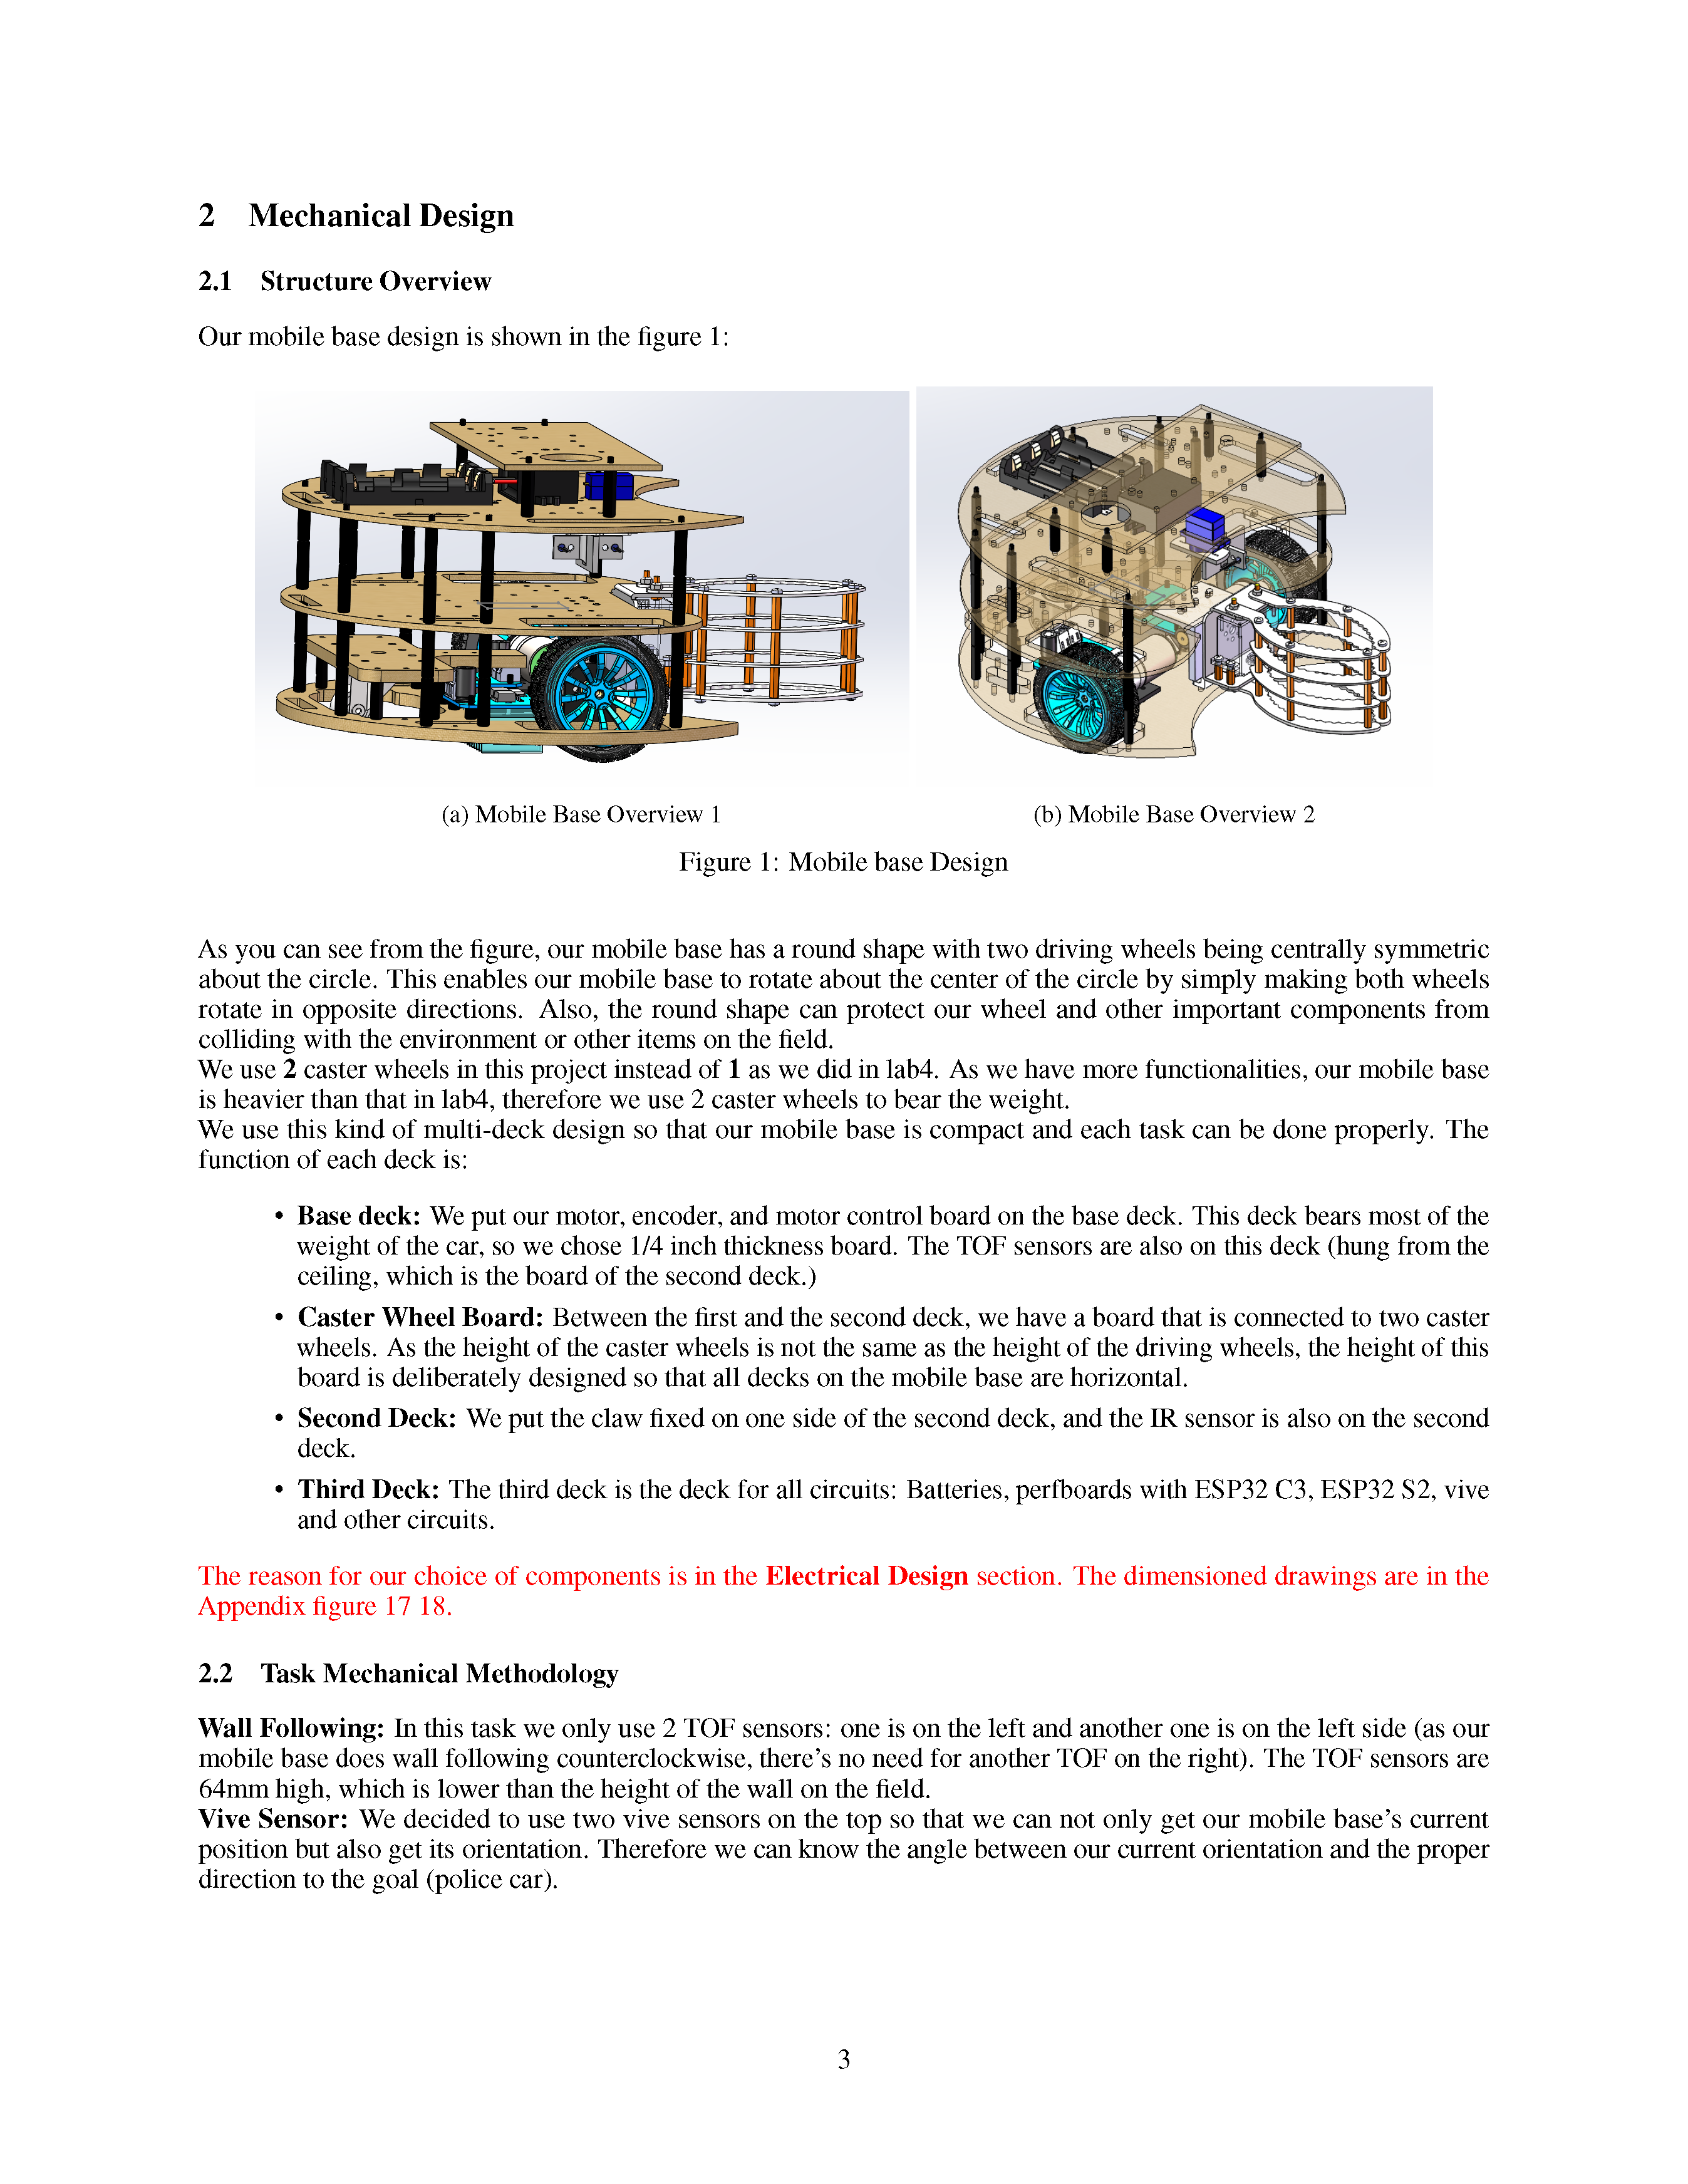 2 Mechanical Design
2.1 Structure Overview
Our mobile base design is shown in the figure 1:
(a) Mobile Base Overview 1
(b) Mobile Base Overview 2
Figure 1: Mobile base Design
As you can see from the figure, our mobile base has a round shape with two driving wheels being centrally symmetric
about the circle. This enables our mobile base to rotate about the center of the circle by simply making both wheels
rotate in opposite directions. Also, the round shape can protect our wheel and other important components from
colliding with the environment or other items on the field.
We use 2 caster wheels in this project instead of 1 as we did in lab4. As we have more functionalities, our mobile base
is heavier than that in lab4, therefore we use 2 caster wheels to bear the weight.
We use this kind of multi-deck design so that our mobile base is compact and each task can be done properly. The
function of each deck is:
• Base deck: We put our motor, encoder, and motor control board on the base deck. This deck bears most of the
weight of the car, so we chose 1/4 inch thickness board. The TOF sensors are also on this deck (hung from the
ceiling, which is the board of the second deck.)
• Caster Wheel Board: Between the first and the second deck, we have a board that is connected to two caster
wheels. As the height of the caster wheels is not the same as the height of the driving wheels, the height of this
board is deliberately designed so that all decks on the mobile base are horizontal.
• Second Deck: We put the claw fixed on one side of the second deck, and the IR sensor is also on the second
deck.
• Third Deck: The third deck is the deck for all circuits: Batteries, perfboards with ESP32 C3, ESP32 S2, vive
and other circuits.
The reason for our choice of components is in the Electrical Design section. The dimensioned drawings are in the
Appendix figure 17 18.
2.2 Task Mechanical Methodology
Wall Following: In this task we only use 2 TOF sensors: one is on the left and another one is on the left side (as our
mobile base does wall following counterclockwise, there's no need for another TOF on the right). The TOF sensors are
64mm high, which is lower than the height of the wall on the field.
Vive Sensor: We decided to use two vive sensors on the top so that we can not only get our mobile base's current
position but also get its orientation. Therefore we can know the angle between our current orientation and the proper
direction to the goal (police car).
3